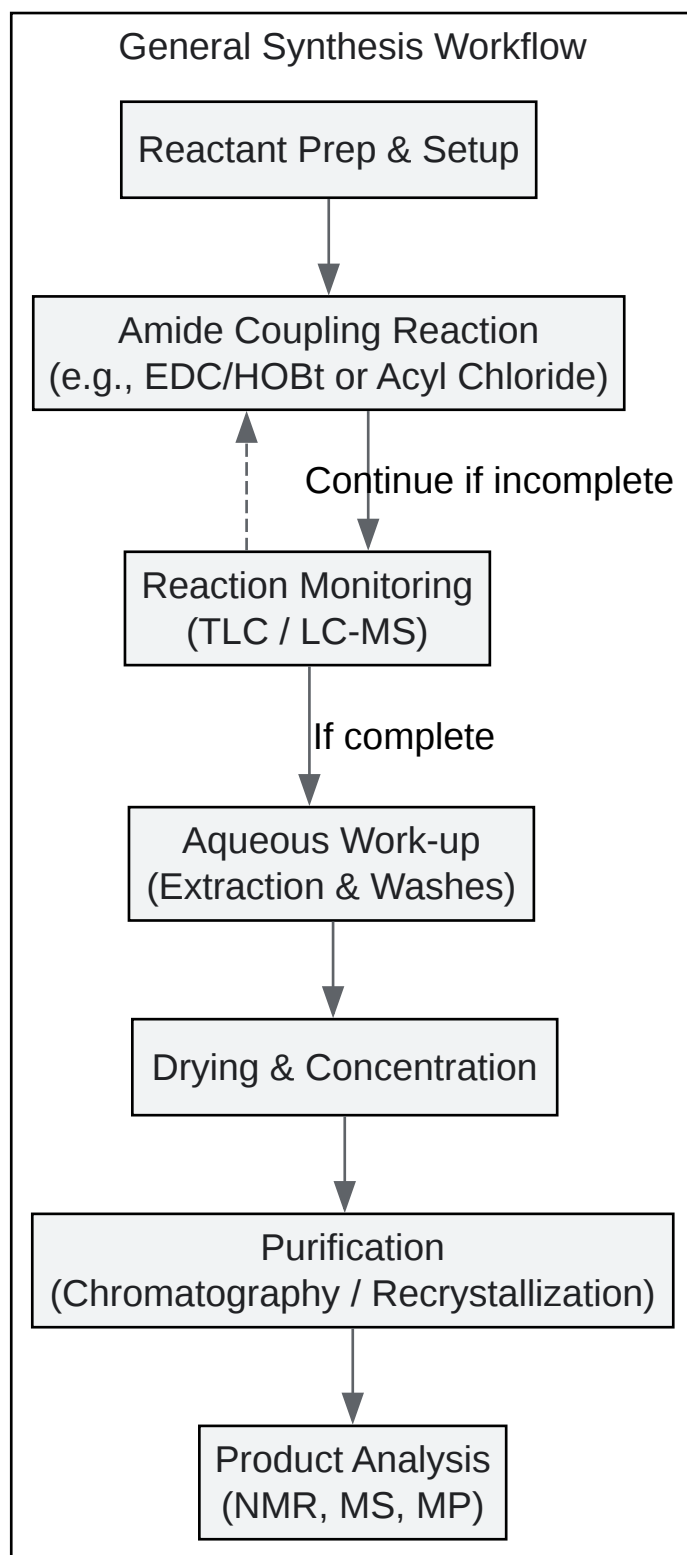 General Synthesis Workflow
Reactant Prep & Setup
Amide Coupling Reaction
(e.g., EDC/HOBt or Acyl Chloride)
Continue if incomplete
Reaction Monitoring
(TLC / LC-MS)
If complete
Aqueous Work-up
(Extraction & Washes)
Drying & Concentration
Purification
(Chromatography / Recrystallization)
Product Analysis
(NMR, MS, MP)